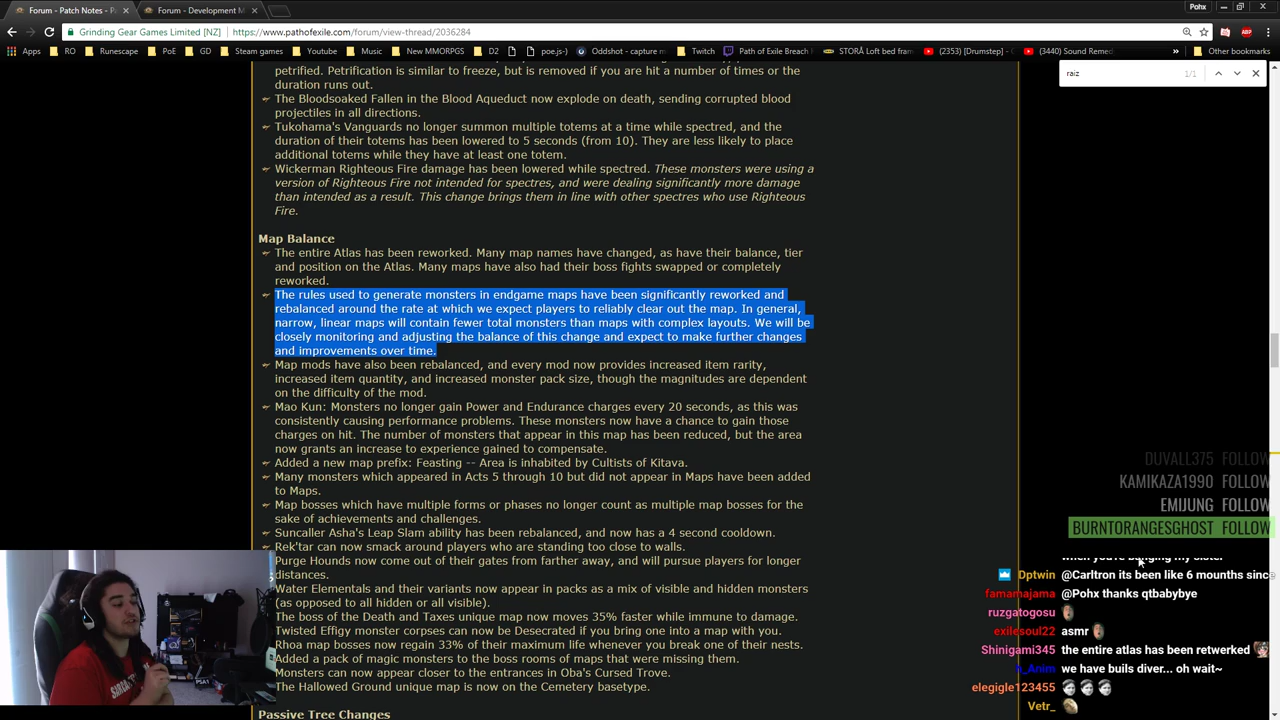 Forum - Patch Notes - P
Forum - Development M
Pohx
Grinding Gear Games Limited [NZ]
https://www.pathofexile.com/forum/view-thread/2036284
Apps
RO
Runescape
PoE
GD
Steam games
Youtube
Music
New MMORPGS
D2
poe.js-)
Oddshot - capture m
Twitch
Path of Exile Breach
STORÅ Loft bed fram
(2353) [Drumstep]
(3440) Sound Remed
»
Other bookmarks
raiz
1/1
petrified. Petrification is similar to freeze, but is removed if you are hit a number of times or the
duration runs out.
The Bloodsoaked Fallen in the Blood Aqueduct now explode on death, sending corrupted blood
projectiles in all directions.
Tukohama's Vanguards no longer summon multiple totems at a time while spectred, and the
duration of their totems has been lowered to 5 seconds (from 10). They are less likely to place
additional totems while they have at least one totem.
Wickerman Righteous Fire damage has been lowered while spectred. These monsters were using a
version of Righteous Fire not intended for spectres, and were dealing significantly more damage
than intended as a result. This change brings them in line with other spectres who use Righteous
Fire.
Map Balance
The entire Atlas has been reworked. Many map names have changed, as have their balance, tier
and position on the Atlas. Many maps have also had their boss fights swapped or completely
reworked.
The rules used to generate monsters in endgame maps have been significantly reworked and
rebalanced around the rate at which we expect players to reliably clear out the map. In general,
narrow, linear maps will contain fewer total monsters than maps with complex layouts. We will be
closely monitoring and adjusting the balance of this change and expect to make further changes
and improvements over time.
Map mods have also been rebalanced, and every mod now provides increased item rarity,
increased item quantity, and increased monster pack size, though the magnitudes are dependent
on the difficulty of the mod.
Mao Kun: Monsters no longer gain Power and Endurance charges every 20 seconds, as this was
consistently causing performance problems. These monsters now have a chance to gain those
charges on hit. The number of monsters that appear in this map has been reduced, but the area
now grants an increase to experience gained to compensate.
Added a new map prefix: Feasting -- Area is inhabited by Cultists of Kitava.
Many monsters which appeared in Acts 5 through 10 but did not appear in Maps have been added
to Maps.
Map bosses which have multiple forms or phases no longer count as multiple map bosses for the
sake of achievements and challenges.
Suncaller Asha's Leap Slam ability has been rebalanced, and now has a 4 second cooldown.
Rek'tar can now smack around players who are standing too close to walls.
Purge Hounds now come out of their gates from farther away, and will pursue players for longer
distances.
Water Elementals and their variants now appear in packs as a mix of visible and hidden monsters
(as opposed to all hidden or all visible).
The boss of the Death and Taxes unique map now moves 35% faster while immune to damage.
Twisted Effigy monster corpses can now be Desecrated if you bring one into a map with you.
Rhoa map bosses now regain 33% of their maximum life whenever you break one of their nests.
Added a pack of magic monsters to the boss rooms of maps that were missing them.
Monsters can now appear closer to the entrances in Oba's Cursed Trove.
The Hallowed Ground unique map is now on the Cemetery basetype.
Passive Tree Changes
DUVALL375 FOLLOW
KAMIKAZA1990 FOLLOW
EMIJUNG FOLLOW
BURNTORANGESGHOST FOLLOW
Dptwin @Carltron its been like 6 mounths since
famamajama @Pohx thanks qtbabybye
ruzgatogosu
exilesoul22 asmr
Shinigami345 the entire atlas has been retwerked
we have buils diver... oh wait~
elegigle123455
Vetr_